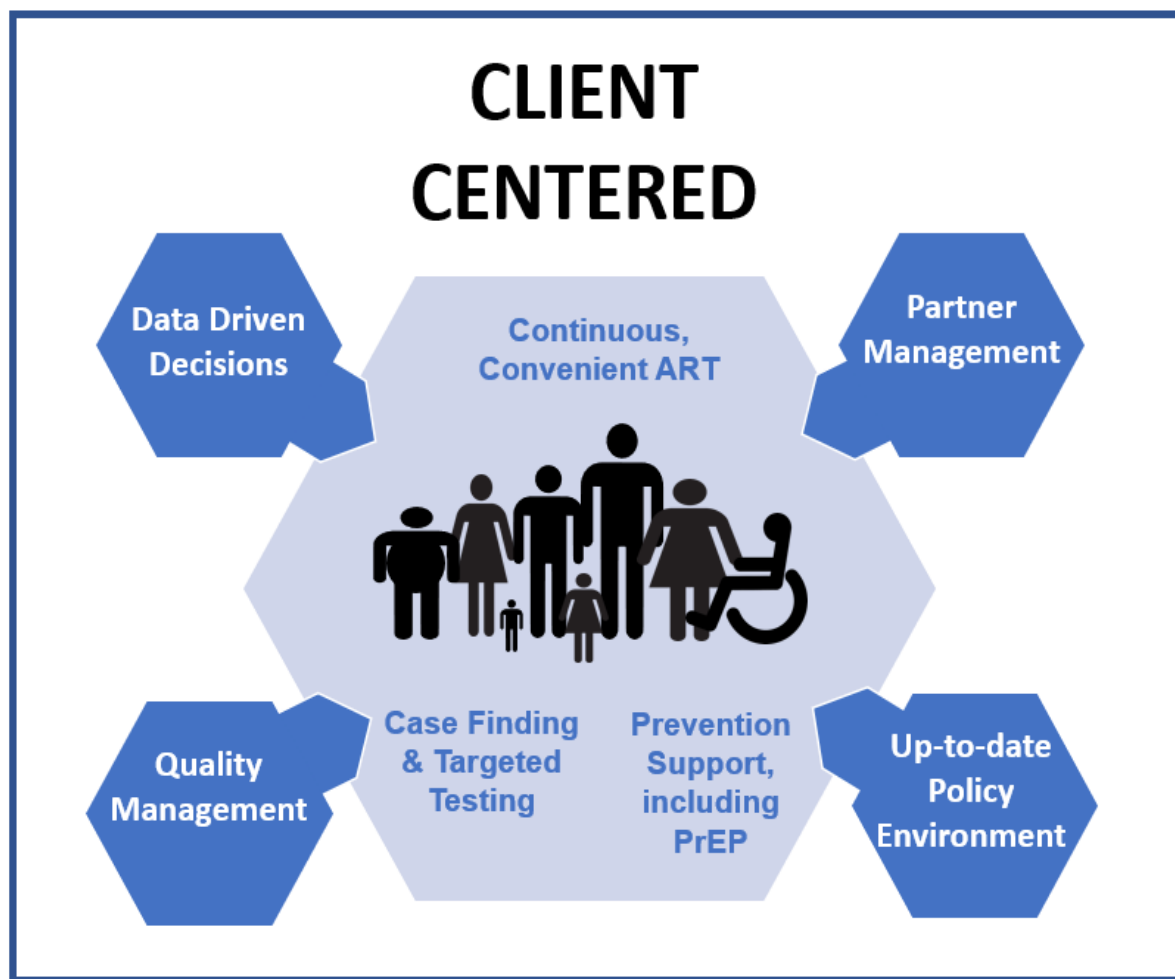 CLIENT
CENTERED
Data Driven
Decisions
Continuous,
Convenient ART
Partner
Management
Quality
Management
Case Finding
& Targeted
Testing
Prevention
Support,
including
PrEP
Up-to-date
Policy
Environment